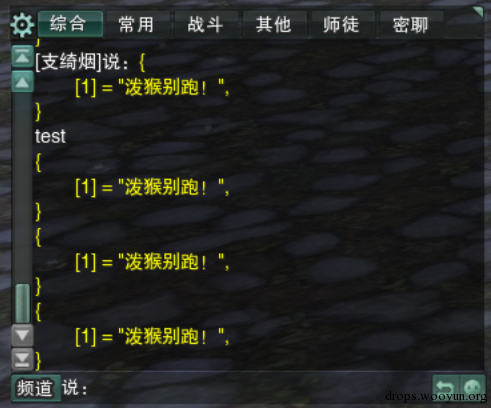 综合 常用 战斗 其他 师徒 密聊
}
[支绮烟]说：{
[1] = "泼猴别跑！",
}
test
{
[1] = "泼猴别跑！",
}
{
[1] = "泼猴别跑！",
}
{
[1] = "泼猴别跑！",
}
频道 说：
drops.wooyun.org